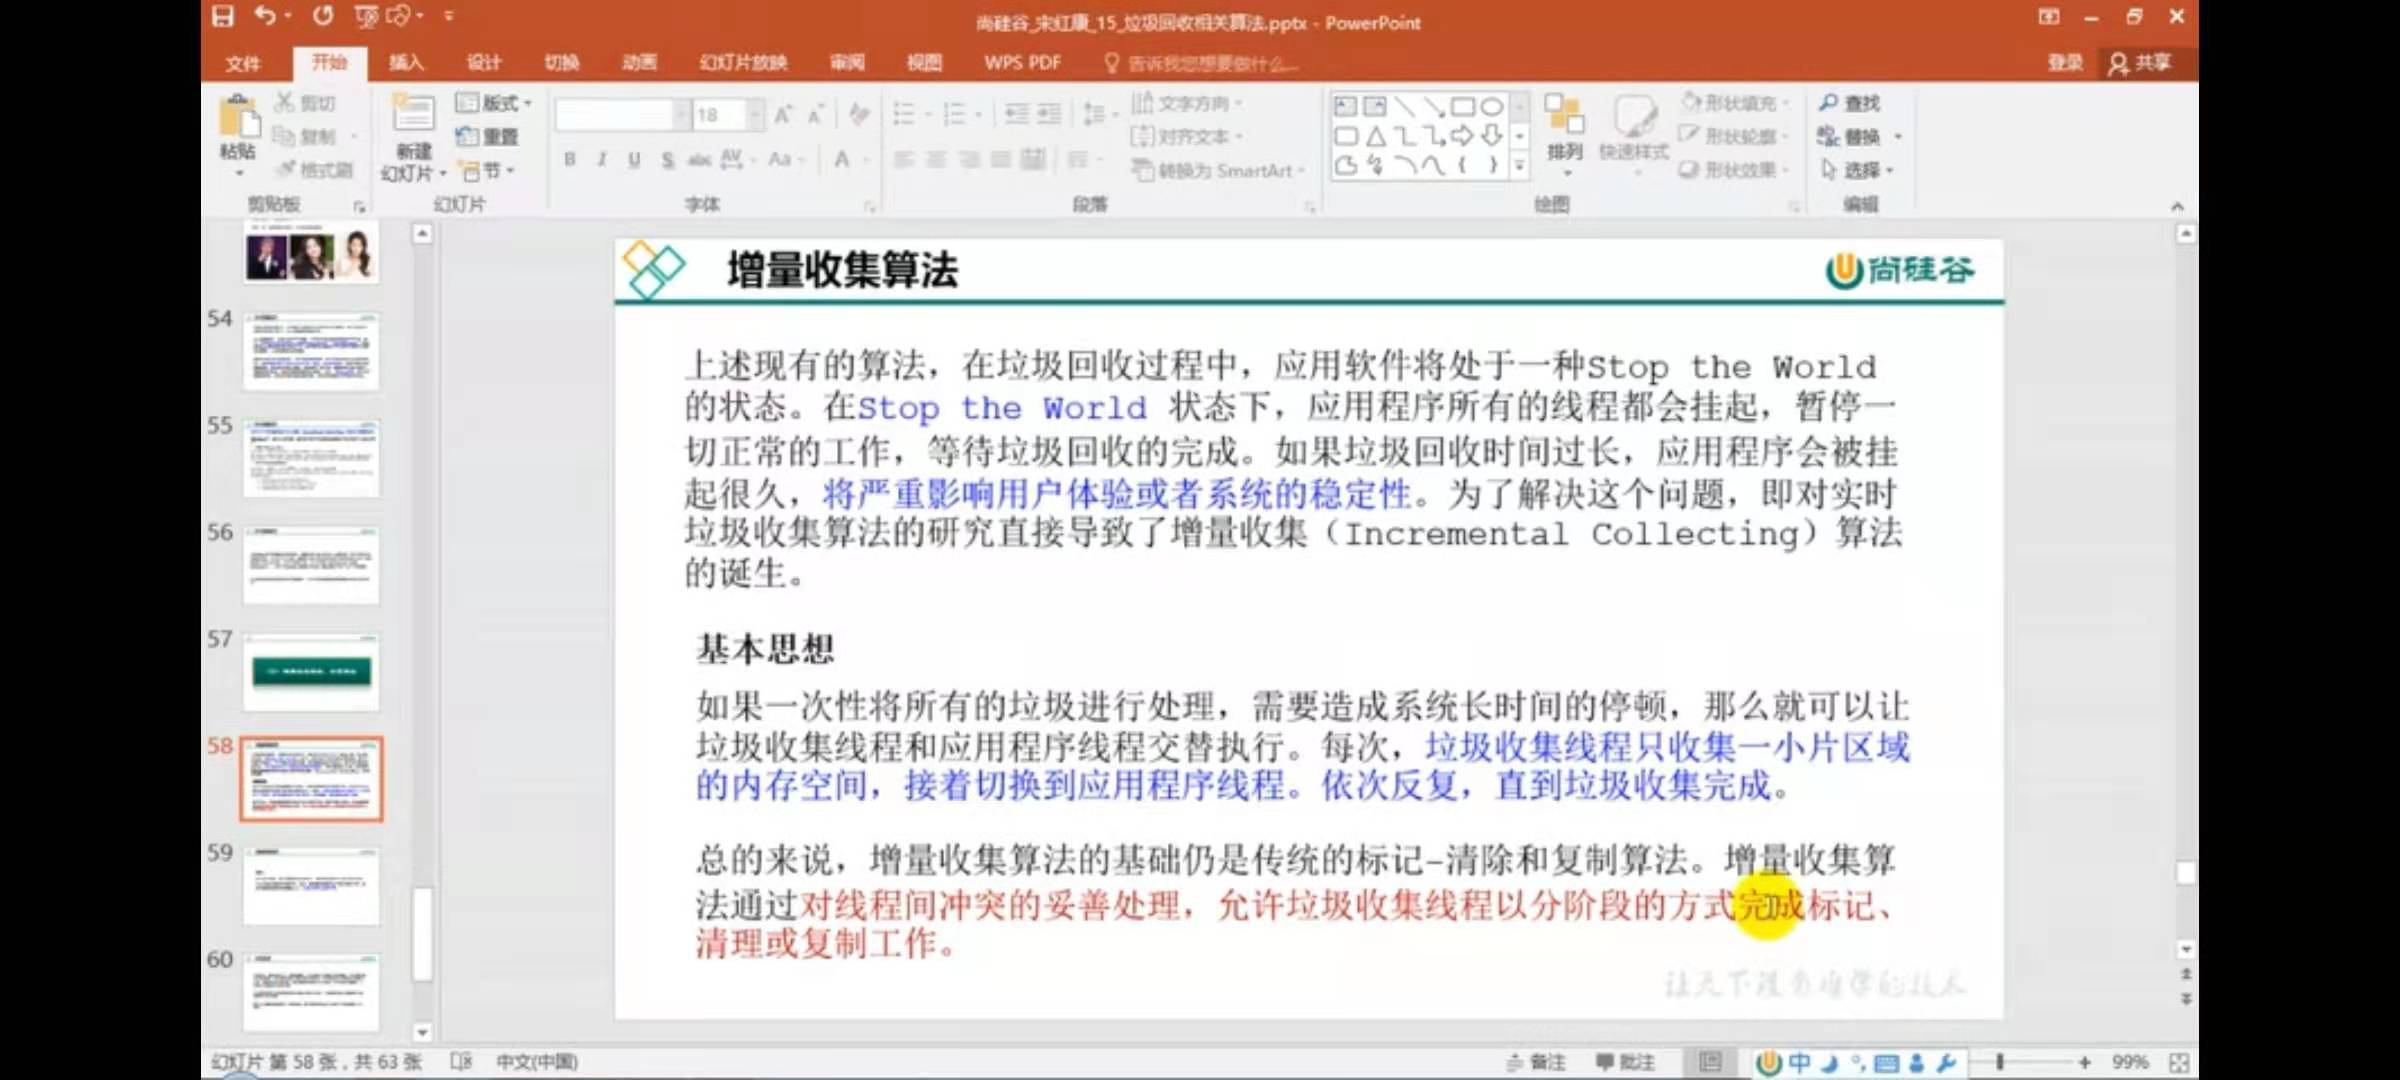 尚硅谷_宋红康_15_垃圾回收相关算法.pptx - PowerPoint
文件 开始 插入 设计 切换 动画 幻灯片放映 审阅 视图 WPS PDF 告诉我您想要做什么... 登录 共享
剪切
复制
格式刷
粘贴
剪贴板
新建
幻灯片
版式
重置
节
幻灯片
18
B I U S abc AV Aa A
字体
文字方向
对齐文本
转换为 SmartArt
段落
排列
快速样式
形状填充
形状轮廓
形状效果
绘图
查找
替换
选择
编辑
54
55
56
57
58
59
60
增量收集算法
尚硅谷
上述现有的算法，在垃圾回收过程中，应用软件将处于一种Stop the World
的状态。在Stop the World 状态下，应用程序所有的线程都会挂起，暂停一
切正常的工作，等待垃圾回收的完成。如果垃圾回收时间过长，应用程序会被挂
起很久，将严重影响用户体验或者系统的稳定性。为了解决这个问题，即对实时
垃圾收集算法的研究直接导致了增量收集（Incremental Collecting）算法
的诞生。
基本思想
如果一次性将所有的垃圾进行处理，需要造成系统长时间的停顿，那么就可以让
垃圾收集线程和应用程序线程交替执行。每次，垃圾收集线程只收集一小片区域
的内存空间，接着切换到应用程序线程。依次反复，直到垃圾收集完成。
总的来说，增量收集算法的基础仍是传统的标记-清除和复制算法。增量收集算
法通过对线程间冲突的妥善处理，允许垃圾收集线程以分阶段的方式完成标记、
清理或复制工作。
让天下没有难学的技术
幻灯片 第 58 张，共 63 张 中文(中国) 备注 批注 中 99%